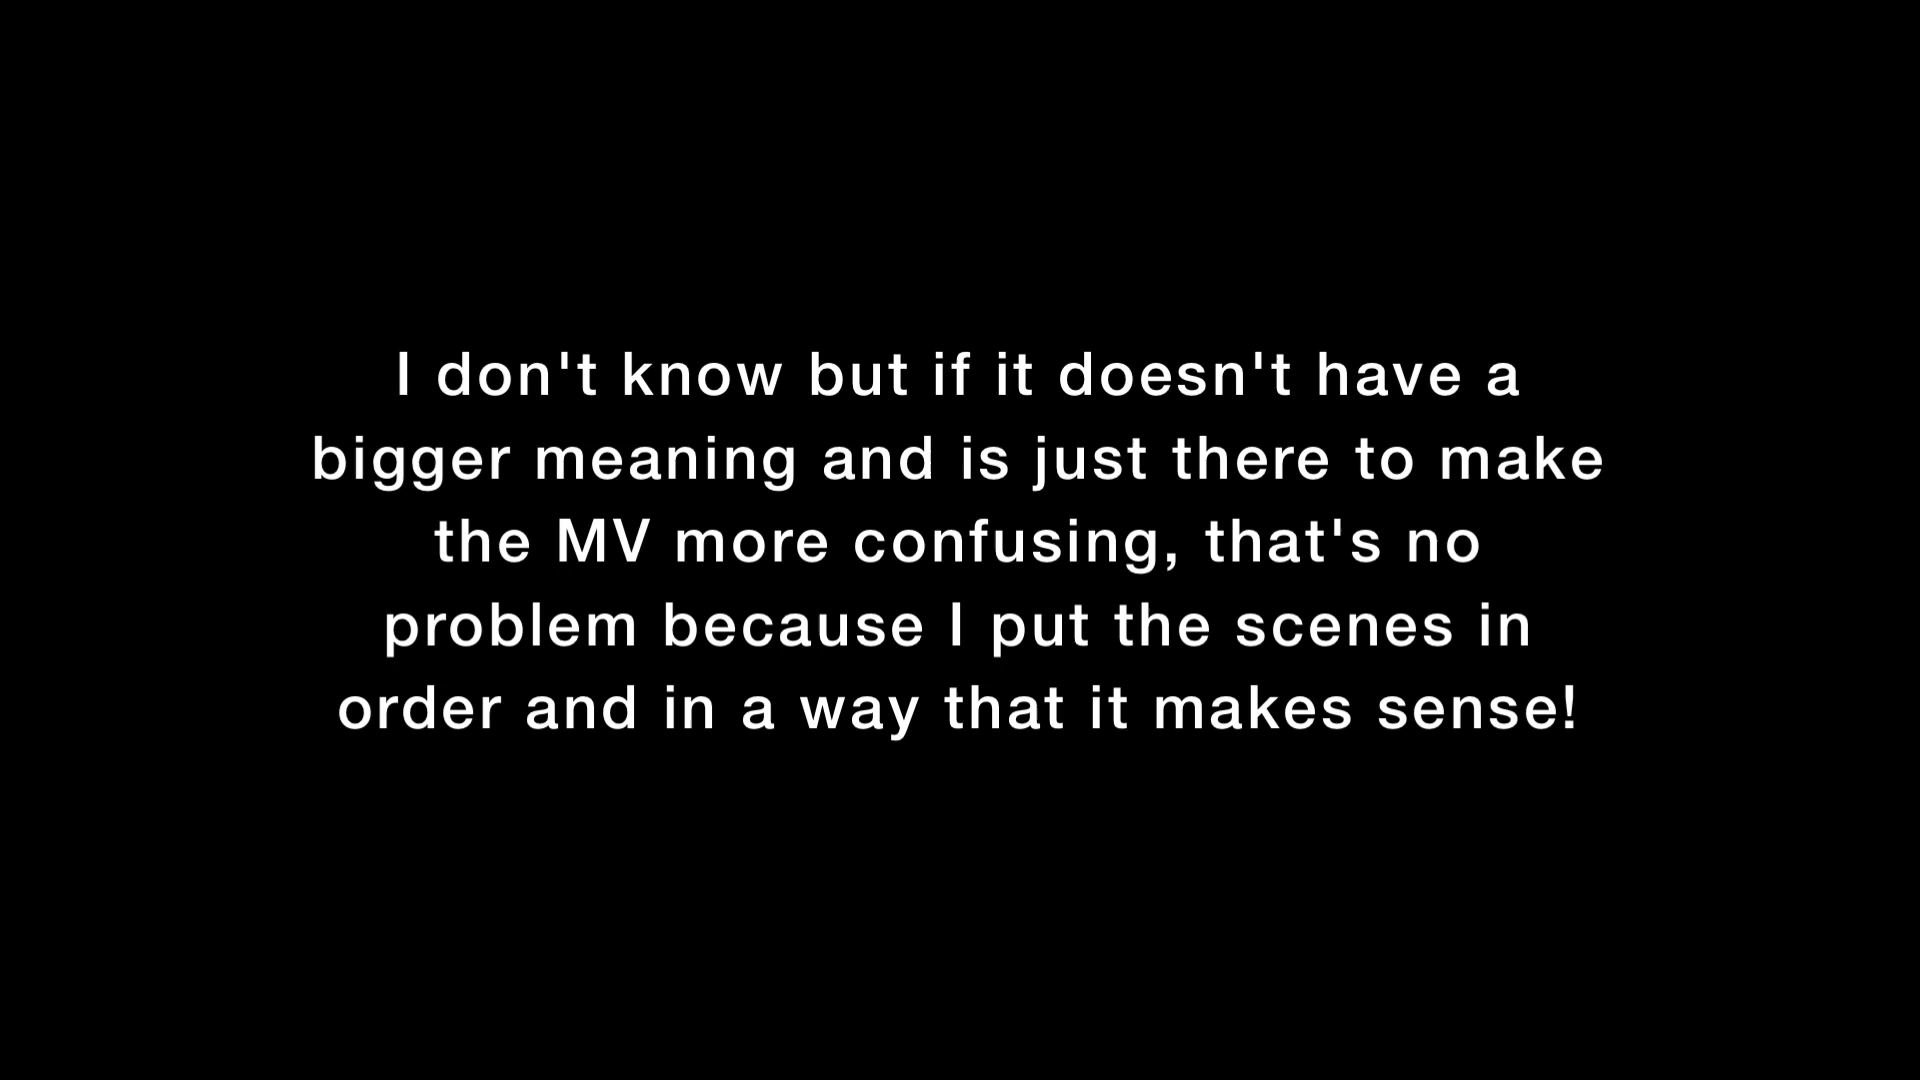 I don't know but if it doesn't have a
bigger meaning and is just there to make
the MV more confusing, that's no
problem because I put the scenes in
order and in a way that it makes sense!